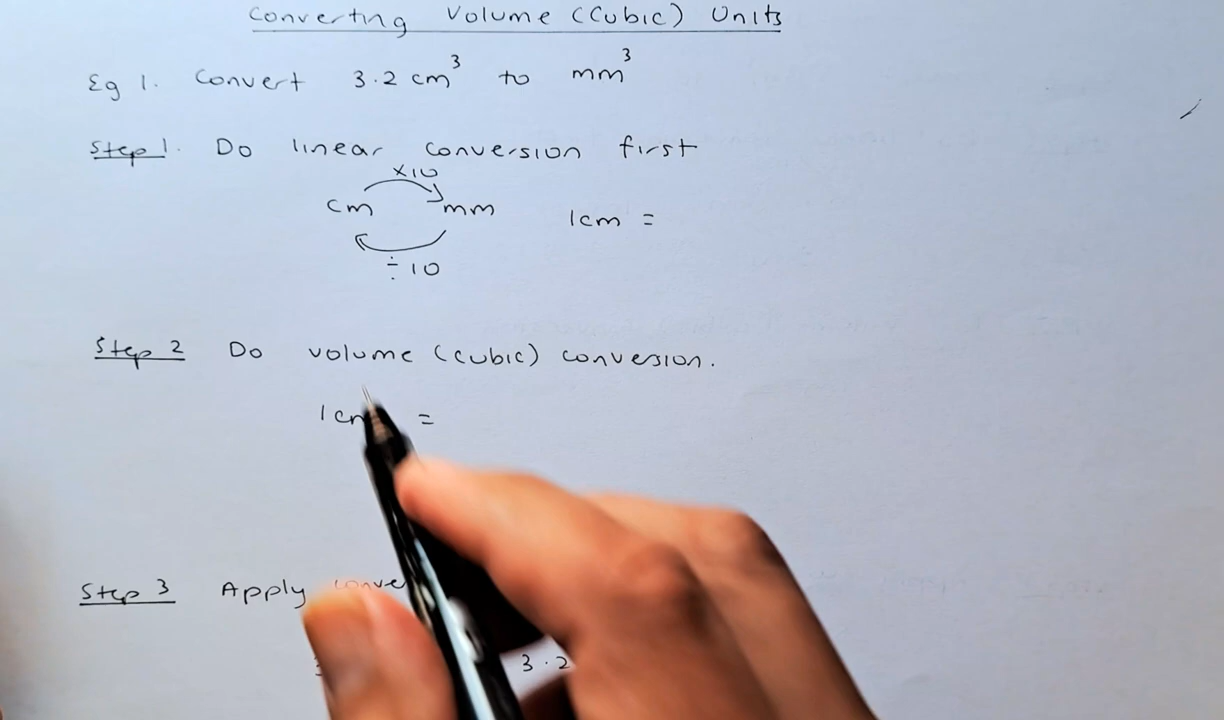 Converting Volume (Cubic) Units
Eg 1. Convert 3.2 cm³ to mm³
Step 1. Do linear conversion first
×10
cm mm 1cm =
÷ 10
Step 2 Do volume (cubic) conversion.
1cm =
Step 3 Apply
3.2